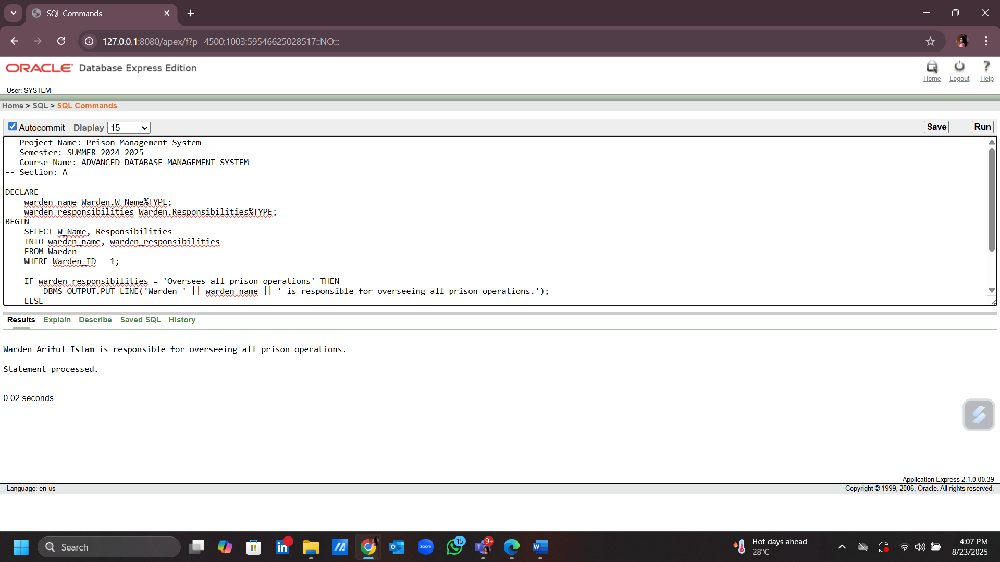 SQL Commands
127.0.0.1:8080/apex/f?p=4500:1003:59546625028517::NO:::
ORACLE Database Express Edition
Home Logout Help
User: SYSTEM
Home > SQL > SQL Commands
Autocommit Display 15 Save Run
-- Project Name: Prison Management System
-- Semester: SUMMER 2024-2025
-- Course Name: ADVANCED DATABASE MANAGEMENT SYSTEM
-- Section: A
DECLARE
warden_name Warden.W_Name%TYPE;
warden_responsibilities Warden.Responsibilities%TYPE;
BEGIN
SELECT W_Name, Responsibilities
INTO warden_name, warden_responsibilities
FROM Warden
WHERE Warden_ID = 1;
IF warden_responsibilities = 'Oversees all prison operations' THEN
DBMS_OUTPUT.PUT_LINE('Warden ' || warden_name || ' is responsible for overseeing all prison operations.');
ELSE
Results Explain Describe Saved SQL History
Warden Ariful Islam is responsible for overseeing all prison operations.
Statement processed.
0.02 seconds
Application Express 2.1.0.00.39
Language: en-us Copyright © 1999, 2006, Oracle. All rights reserved.
Search
in
zoom
15
9+
Hot days ahead
28°C
4:07 PM
8/23/2025